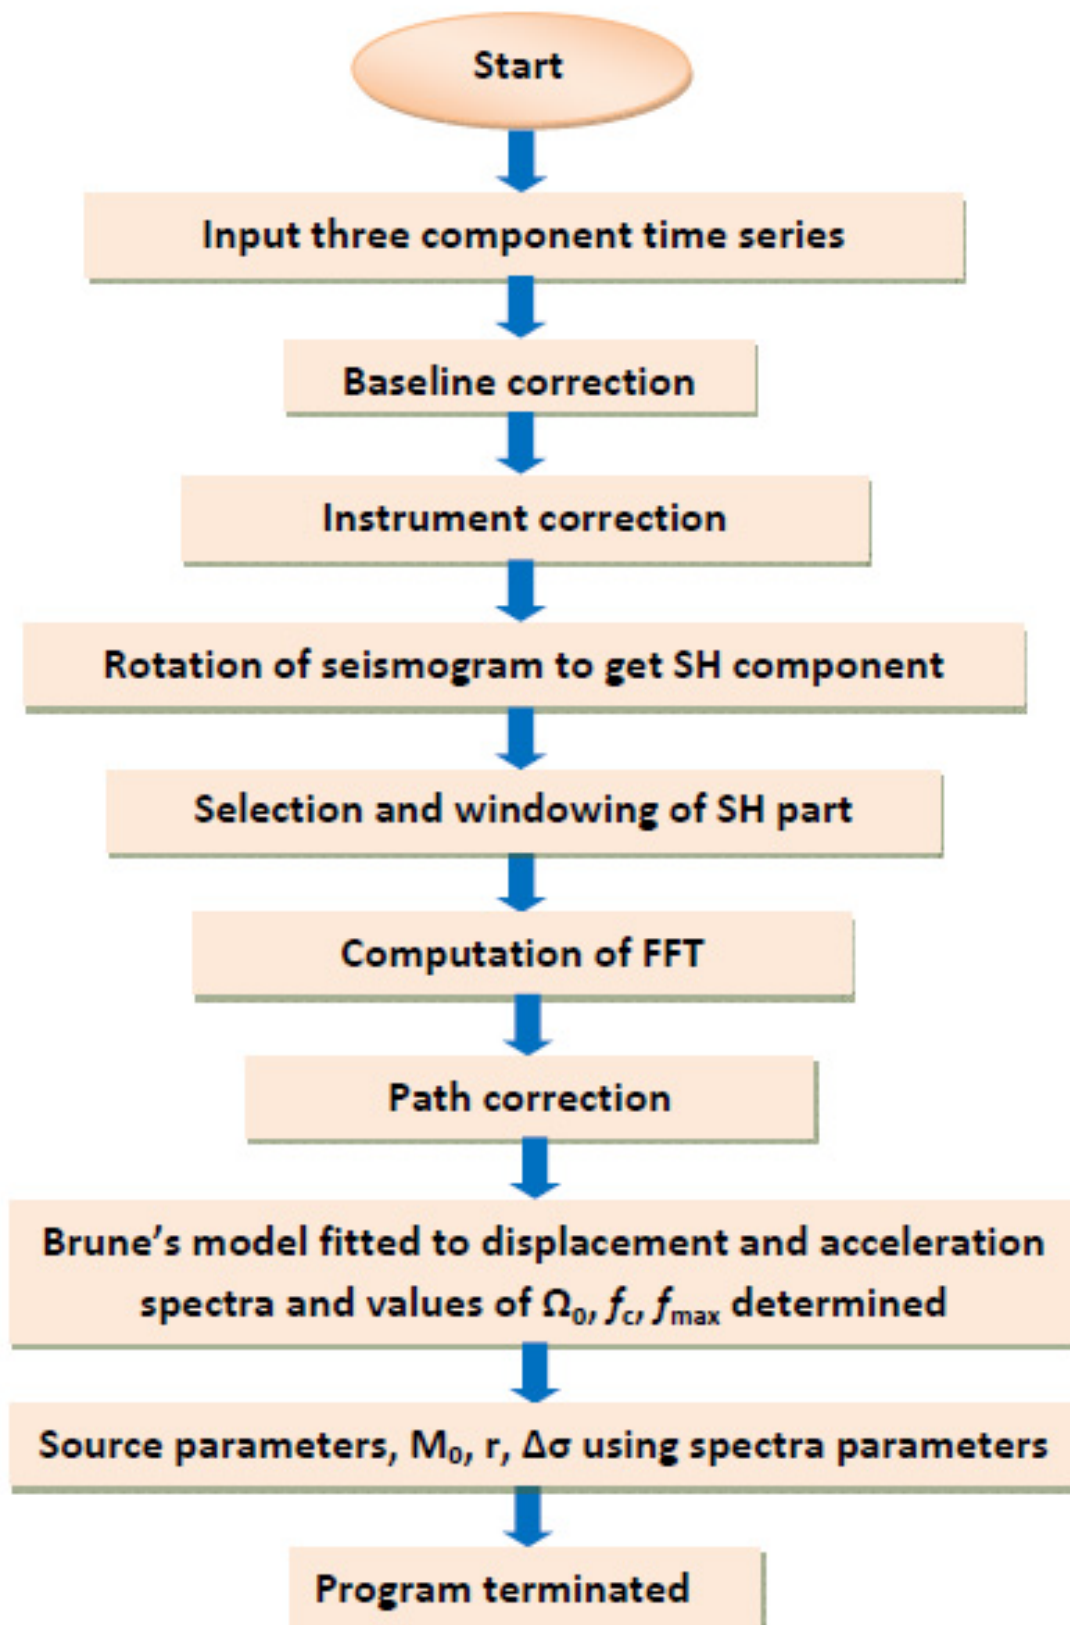 Start
Input three component time series
Baseline correction
Instrument correction
Rotation of seismogram to get SH component
Selection and windowing of SH part
Computation of FFT
Path correction
Brune’s model fitted to displacement and acceleration
spectra and values of Ω₀, f_c, f_max determined
Source parameters, M₀, r, Δσ using spectra parameters
Program terminated